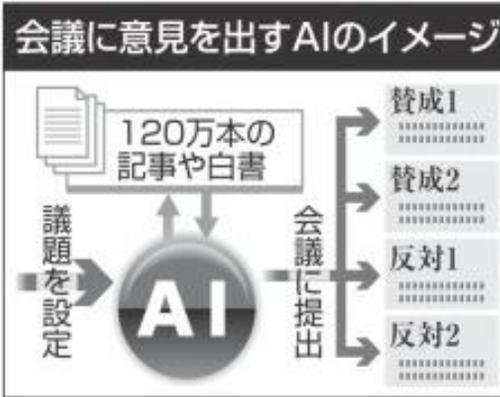 会議に意見を出すAIのイメージ
120万本の
記事や白書
議題を設定
AI
会議に提出
賛成1
賛成2
反対1
反対2